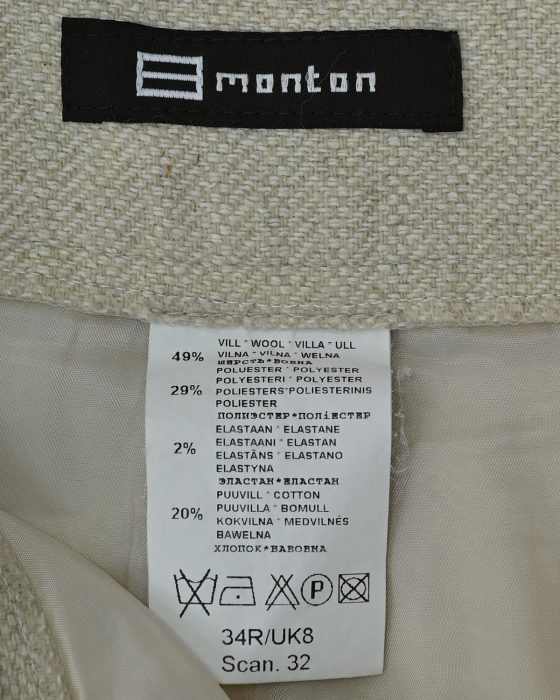 monton
VILL * WOOL * VILLA * ULL
49% VILNA * VILNA * WELNA
ШЕРСТЬ*ВОВНА
POLUESTER * POLYESTER
POLYESTERI * POLYESTER
29% POLIESTERS*POLIESTERINIS
POLIESTER
ПОЛИЭСТЕР*ПОЛІЕСТЕР
ELASTAAN * ELASTANE
ELASTAANI * ELASTAN
2% ELASTĀNS * ELASTANO
ELASTYNA
ЭЛАСТАН*ЕЛАСТАН
PUUVILL * COTTON
PUUVILLA * BOMULL
20% KOKVILNA * MEDVILNĖS
BAWELNA
ХЛОПОК*БАВОВНА
P
34R/UK8
Scan. 32